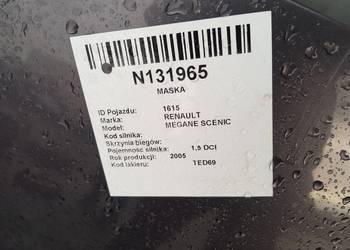 N131965
MASKA
ID Pojazdu: 1615
Marka: RENAULT
Model: MEGANE SCENIC
Kod silnika:
Skrzynia biegów:
Pojemność silnika: 1,9 DCI
Rok produkcji: 2005
Kod lakieru: TED69